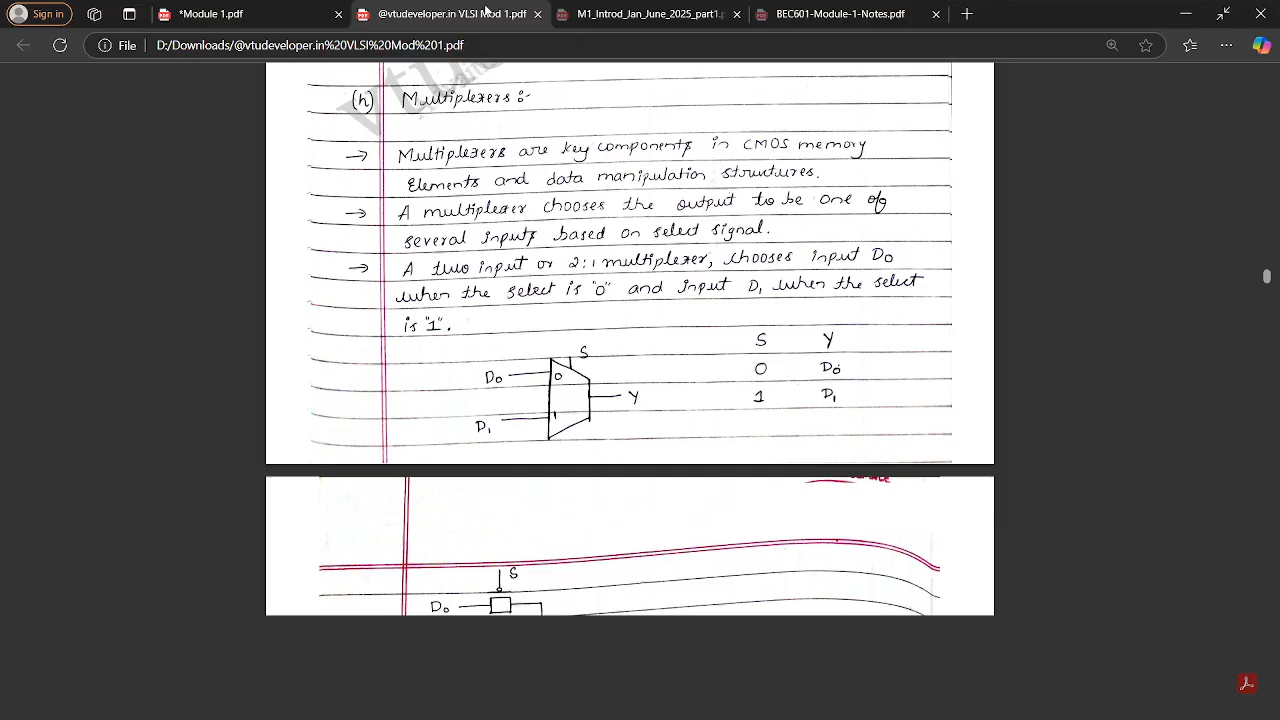 Sign in
*Module 1.pdf
@vtudeveloper.in VLSI Mod 1.pdf
M1_Introd_Jan_June_2025_part1.p
BEC601-Module-1-Notes.pdf
File
D:/Downloads/@vtudeveloper.in%20VLSI%20Mod%201.pdf
(h) Multiplexers :-
→ Multiplexers are key components in CMOS memory
Elements and data manipulation structures.
→ A multiplexer chooses the output to be one of
several inputs based on select signal.
→ A two input or 2:1 multiplexer, chooses input D0
when the select is "0" and input D1 when the select
is "1".
S Y
S
D0 0
0 D0
Y
1 D1
D1 1
S
D0